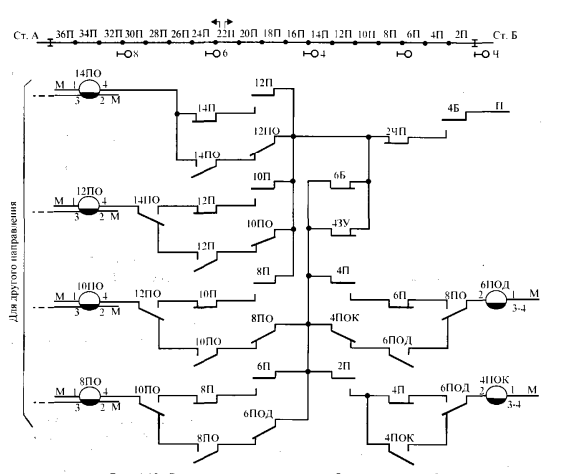 Ст. А 36П 34П 32П 30П 28П 26П 24П 22П 20П 18П 16П 14П 12П 10П 8П 6П 4П 2П Ст. Б
8 6 4 Ч
14ПО 12П
М 1 4 14П 4Б П
3 2 М
12ПО 2ЧП
14ПО
10П 6Б
12ПО 14ПО 12П
М 1 4
3 2 М 10ПО 4ЗУ
12П
8П 4П
10ПО 12ПО 10П 6П 8ПО 6ПОД
М 1 4 2 1 М
3 2 М 8ПО 4ПОК 3-4
10ПО 6ПОД
6П 2П
8ПО 10ПО 8П 4П 6ПОД 4ПОК
М 1 4 2 1 М
3 2 М 6ПОД 3-4
8ПО 4ПОК
Для другого направления